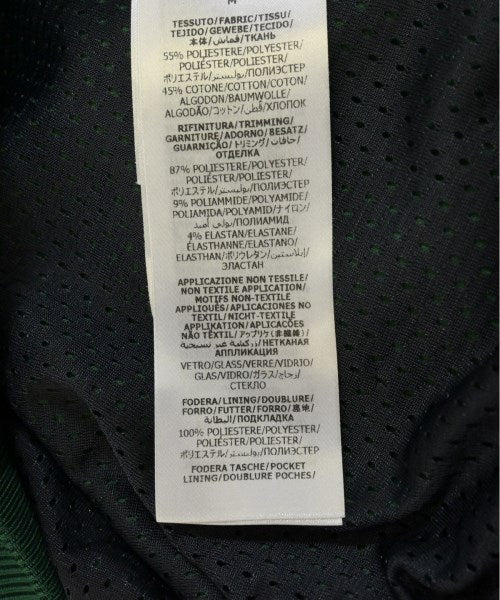 M
TESSUTO/FABRIC/TISSU/
TEJIDO/GEWEBE/TECIDO/
本体/قماش/ТКАНЬ
55% POLIESTERE/POLYESTER/
POLIÉSTER/POLIESTER/
ポリエステル/بوليستر/ПОЛИЭСТЕР
45% COTONE/COTTON/COTON/
ALGODON/BAUMWOLLE/
ALGODÃO/コットン/قطن/ХЛОПОК
RIFINITURA/TRIMMING/
GARNITURE/ADORNO/BESATZ/
GUARNIÇÃO/トリミング/حافات/
ОТДЕЛКА
87% POLIESTERE/POLYESTER/
POLIÉSTER/POLIESTER/
ポリエステル/بوليستر/ПОЛИЭСТЕР
9% POLIAMMIDE/POLYAMIDE/
POLIAMIDA/POLYAMID/ナイロン/
بولي أميد/ПОЛИАМИД
4% ELASTAN/ELASTANE/
ÉLASTHANNE/ELASTANO/
ELASTHAN/ポリウレタン/إيلاستين/
ЭЛАСТАН
APPLICAZIONE NON TESSILE/
NON TEXTILE APPLICATION/
MOTIFS NON-TEXTILE
APPLIQUÉS/APLICACIONES NO
TEXTIL/NICHT-TEXTILE
APPLIKATION/APLICAÇÕES
NÃO TÊXTIL/アップリケ(非繊維)/
زركشة غير نسيجية/НЕТКАНАЯ
АППЛИКАЦИЯ
VETRO/GLASS/VERRE/VIDRIO/
GLAS/VIDRO/ガラス/زجاج/
СТЕКЛО
FODERA/LINING/DOUBLURE/
FORRO/FUTTER/FORRO/裏地/
البطانة/ПОДКЛАДКА
100% POLIESTERE/POLYESTER/
POLIÉSTER/POLIESTER/
ポリエステル/بوليستر/ПОЛИЭСТЕР
FODERA TASCHE/POCKET
LINING/DOUBLURE POCHES/